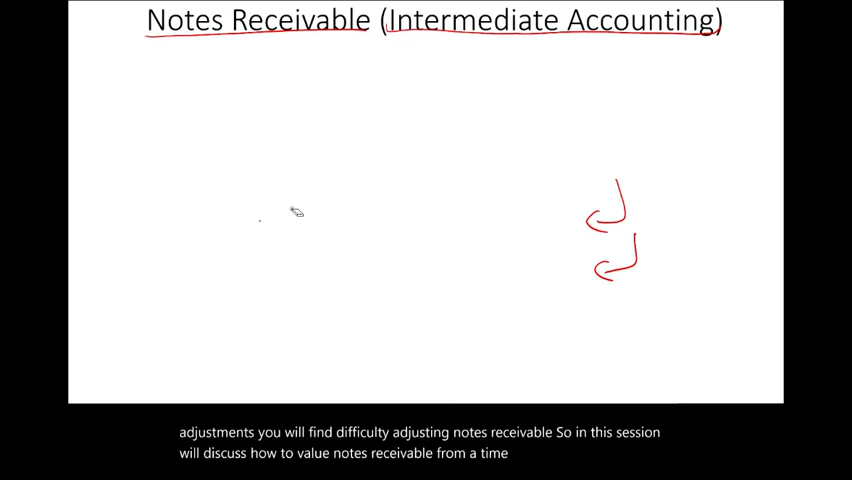 Notes Receivable (Intermediate Accounting)
adjustments you will find difficulty adjusting notes receivable So in this session
will discuss how to value notes receivable from a time